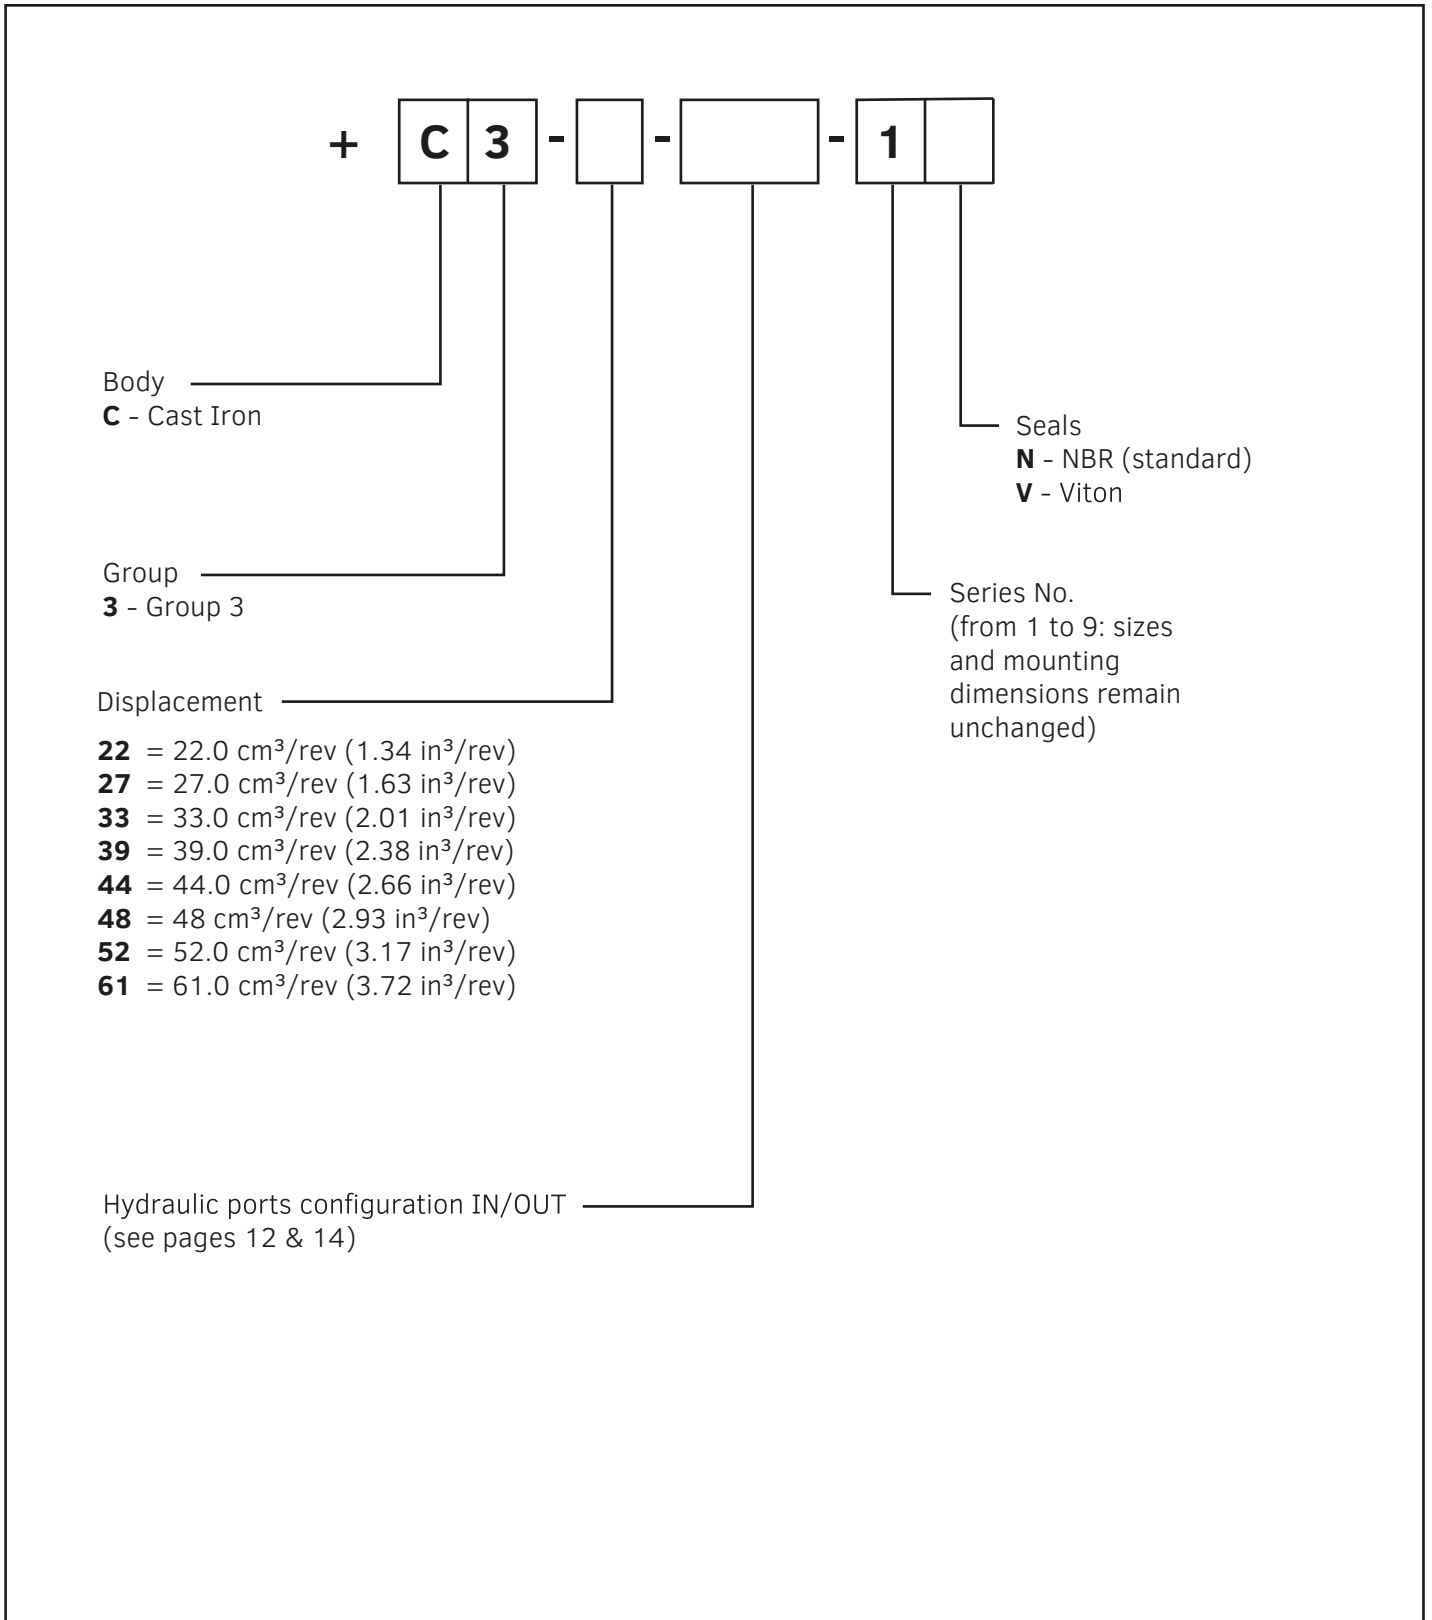 + C 3 - - - 1
Body
C - Cast Iron
Seals
N - NBR (standard)
V - Viton
Group
3 - Group 3
Series No.
(from 1 to 9: sizes
and mounting
dimensions remain
unchanged)
Displacement
22 = 22.0 cm³/rev (1.34 in³/rev)
27 = 27.0 cm³/rev (1.63 in³/rev)
33 = 33.0 cm³/rev (2.01 in³/rev)
39 = 39.0 cm³/rev (2.38 in³/rev)
44 = 44.0 cm³/rev (2.66 in³/rev)
48 = 48 cm³/rev (2.93 in³/rev)
52 = 52.0 cm³/rev (3.17 in³/rev)
61 = 61.0 cm³/rev (3.72 in³/rev)
Hydraulic ports configuration IN/OUT
(see pages 12 & 14)